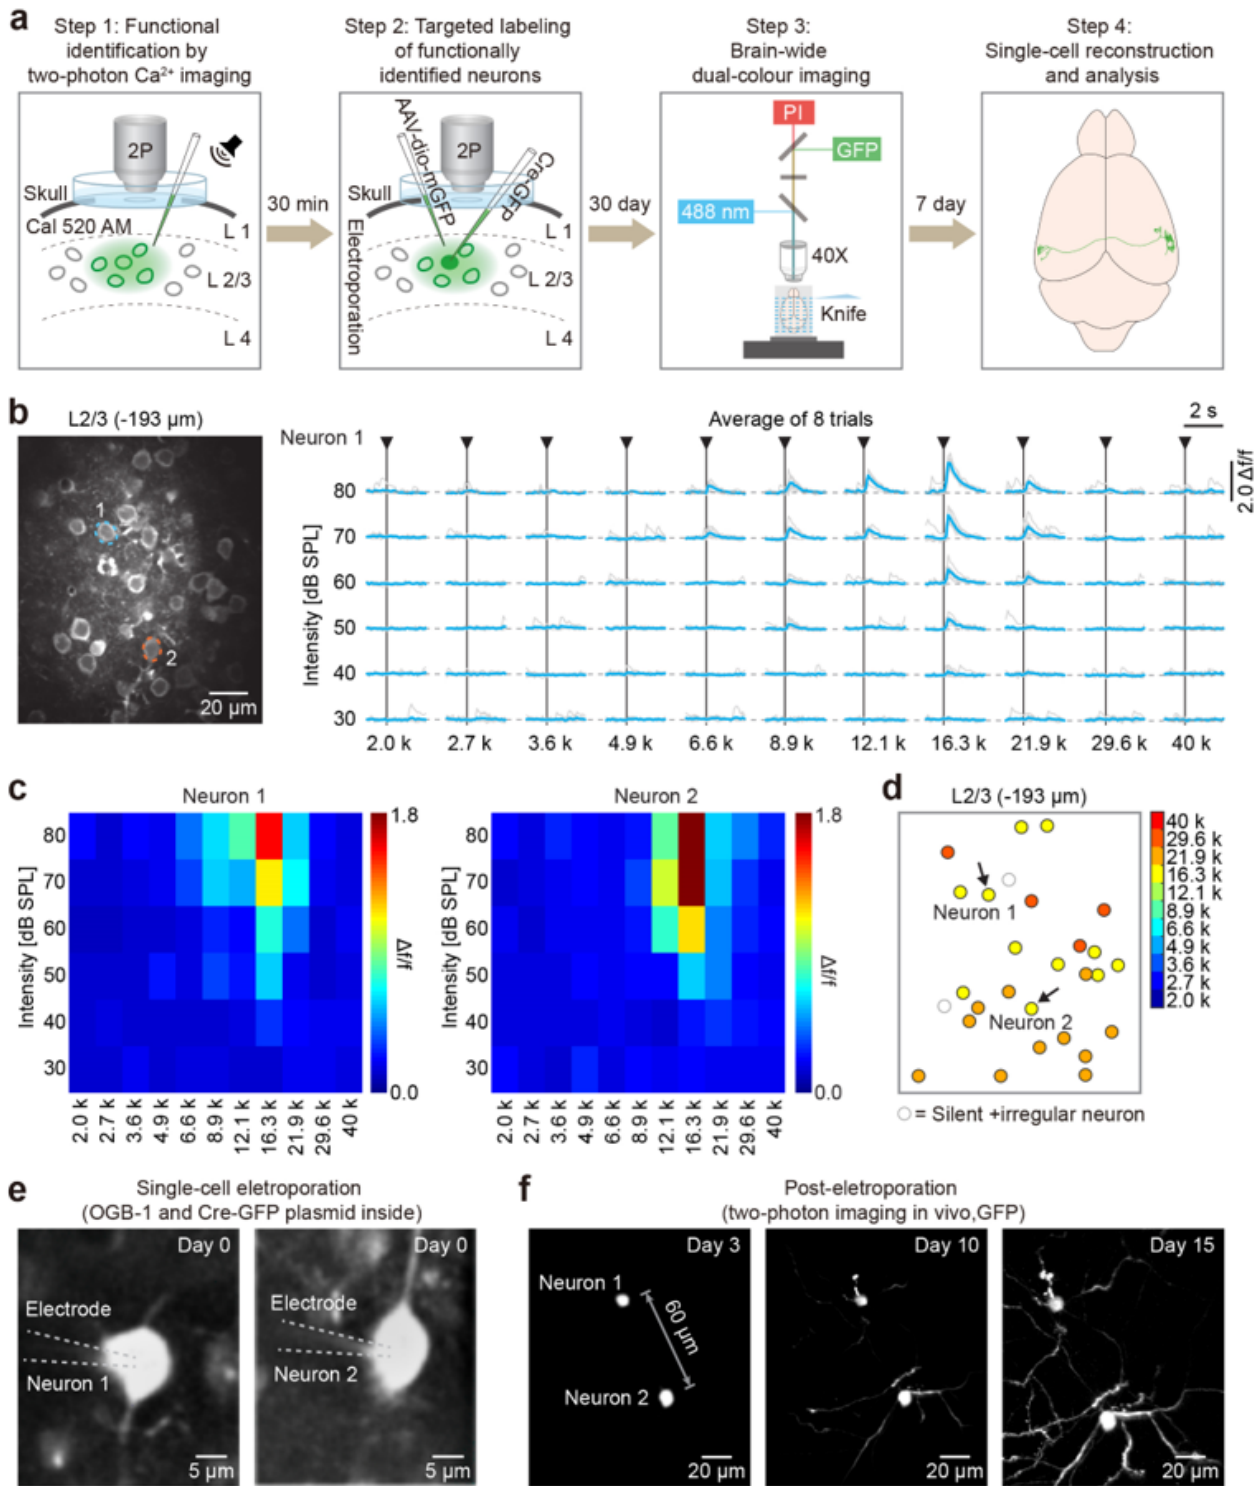 a
Step 1: Functional
identification by
two-photon Ca²⁺ imaging
Step 2: Targeted labeling
of functionally
identified neurons
Step 3:
Brain-wide
dual-colour imaging
Step 4:
Single-cell reconstruction
and analysis
2P
Skull
Cal 520 AM
L 1
L 2/3
L 4
30 min
AAV-dio-mGFP
2P
Cre-GFP
Skull
Electroporation
L 1
L 2/3
L 4
30 day
PI
GFP
488 nm
40X
Knife
7 day
b
L2/3 (-193 µm)
1
2
20 µm
Neuron 1
Average of 8 trials
2 s
2.0 Δf/f
Intensity [dB SPL]
80
70
60
50
40
30
2.0 k 2.7 k 3.6 k 4.9 k 6.6 k 8.9 k 12.1 k 16.3 k 21.9 k 29.6 k 40 k
c
Neuron 1
Intensity [dB SPL]
80
70
60
50
40
30
2.0 k 2.7 k 3.6 k 4.9 k 6.6 k 8.9 k 12.1 k 16.3 k 21.9 k 29.6 k 40 k
1.8
Δf/f
0.0
Neuron 2
Intensity [dB SPL]
80
70
60
50
40
30
2.0 k 2.7 k 3.6 k 4.9 k 6.6 k 8.9 k 12.1 k 16.3 k 21.9 k 29.6 k 40 k
1.8
Δf/f
0.0
d
L2/3 (-193 µm)
Neuron 1
Neuron 2
40 k
29.6 k
21.9 k
16.3 k
12.1 k
8.9 k
6.6 k
4.9 k
3.6 k
2.7 k
2.0 k
= Silent +irregular neuron
e
Single-cell eletroporation
(OGB-1 and Cre-GFP plasmid inside)
Day 0
Electrode
Neuron 1
5 µm
Day 0
Electrode
Neuron 2
5 µm
f
Post-eletroporation
(two-photon imaging in vivo,GFP)
Day 3
Neuron 1
60 µm
Neuron 2
20 µm
Day 10
20 µm
Day 15
20 µm